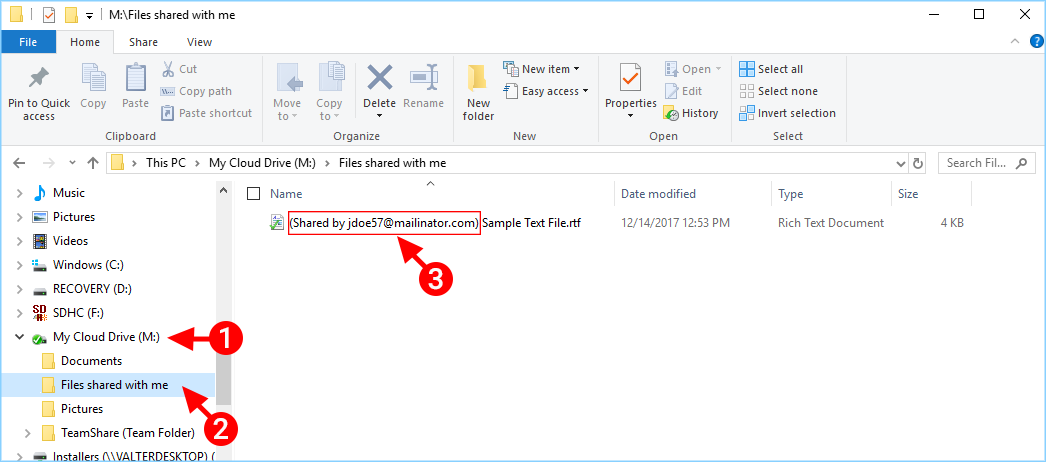 M:\Files shared with me
File Home Share View
Pin to Quick access
Copy
Paste
Cut
Copy path
Paste shortcut
Clipboard
Move to
Copy to
Delete
Rename
Organize
New folder
New item
Easy access
New
Properties
Open
Edit
History
Open
Select all
Select none
Invert selection
Select
This PC > My Cloud Drive (M:) > Files shared with me
Search Fil...
Name Date modified Type Size
(Shared by jdoe57@mailinator.com) Sample Text File.rtf 12/14/2017 12:53 PM Rich Text Document 4 KB
3
Music
Pictures
Videos
Windows (C:)
RECOVERY (D:)
SDHC (F:)
My Cloud Drive (M:)
1
Documents
Files shared with me
2
Pictures
TeamShare (Team Folder)
Installers (\\VALTERDESKTOP) (